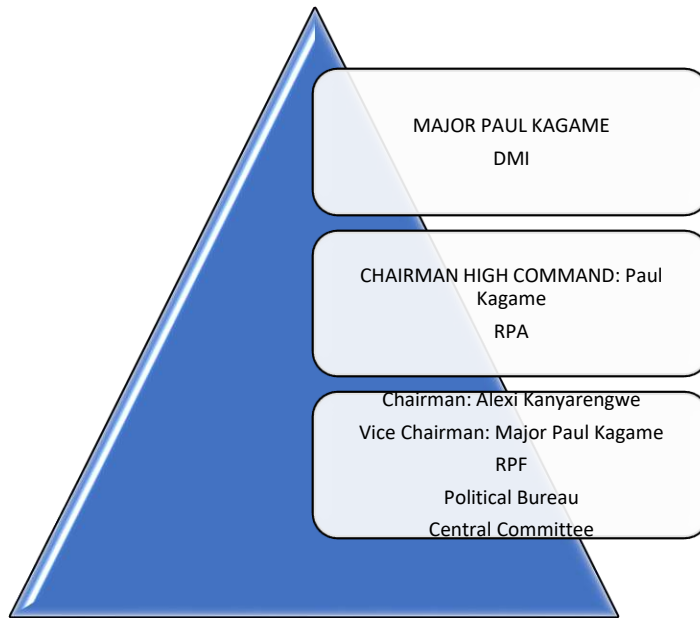 MAJOR PAUL KAGAME
DMI
CHAIRMAN HIGH COMMAND: Paul
Kagame
RPA
Chairman: Alexi Kanyarengwe
Vice Chairman: Major Paul Kagame
RPF
Political Bureau
Central Committee